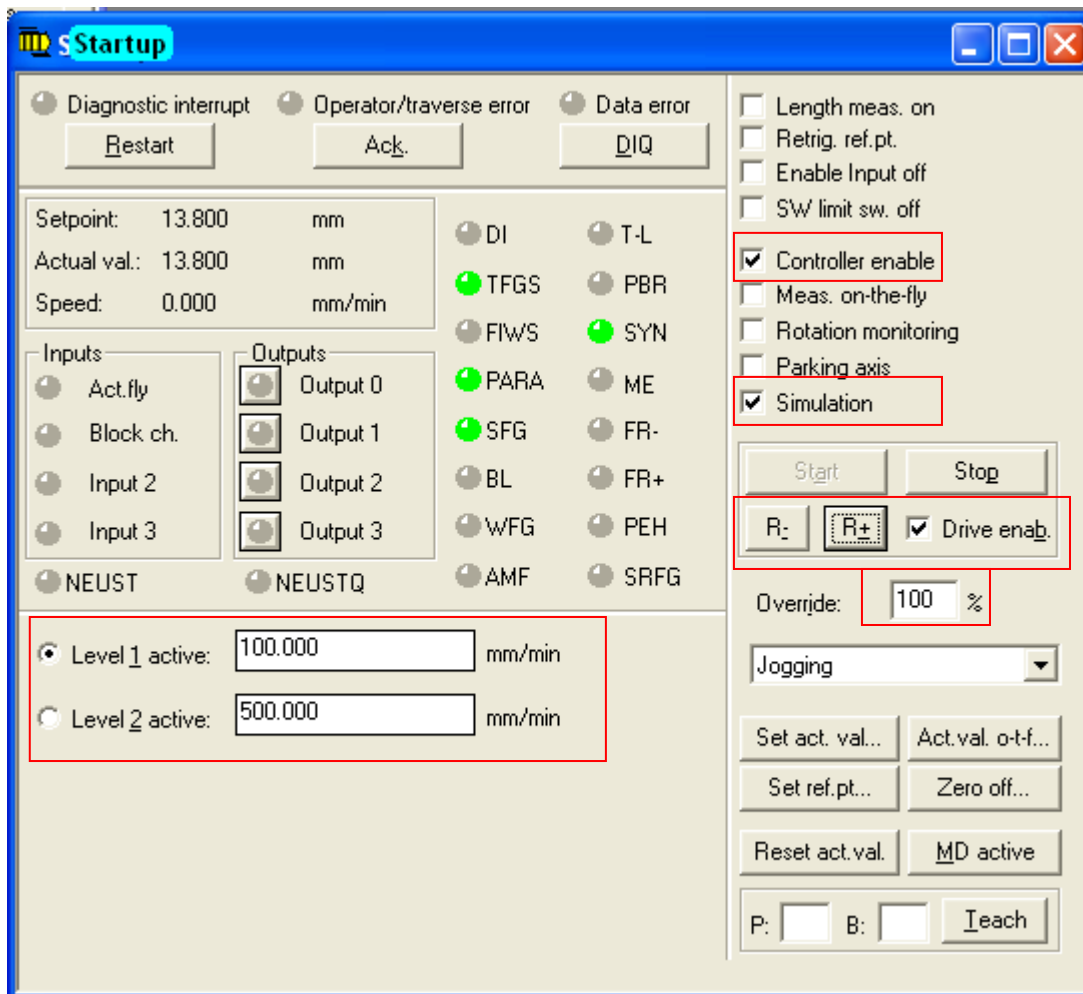 Startup
Diagnostic interrupt Operator/traverse error Data error
Restart Ack. DIQ
Setpoint: 13.800 mm
Actual val.: 13.800 mm
Speed: 0.000 mm/min
Inputs
Act.fly
Block ch.
Input 2
Input 3
Outputs
Output 0
Output 1
Output 2
Output 3
NEUST NEUSTQ
DI T-L
TFGS PBR
FIWS SYN
PARA ME
SFG FR-
BL FR+
WFG PEH
AMF SRFG
Level 1 active: 100.000 mm/min
Level 2 active: 500.000 mm/min
Length meas. on
Retrig. ref.pt.
Enable Input off
SW limit sw. off
Controller enable
Meas. on-the-fly
Rotation monitoring
Parking axis
Simulation
Start Stop
R- R+ Drive enab.
Override: 100 %
Jogging
Set act. val... Act.val. o-t-f...
Set ref.pt... Zero off...
Reset act.val. MD active
P: B: Teach